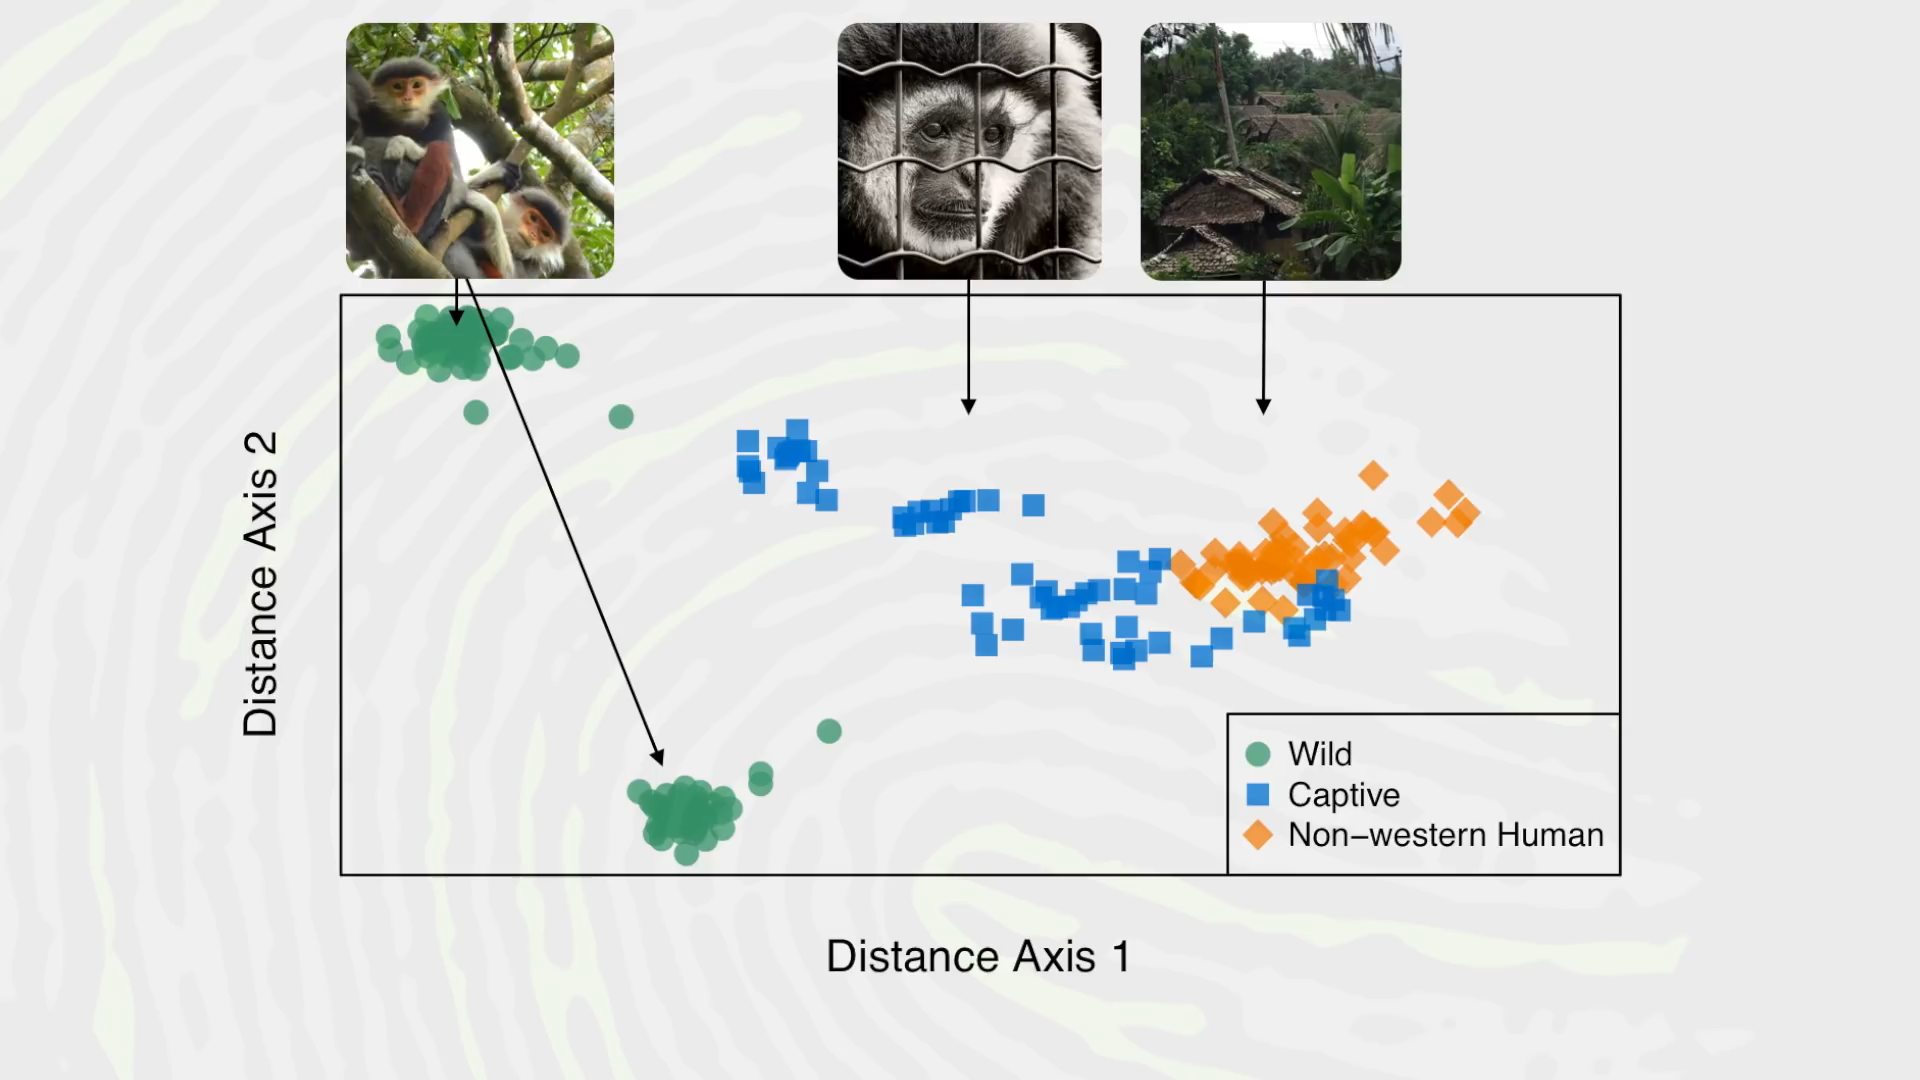 Distance Axis 2
Wild
Captive
Non–western Human
Distance Axis 1